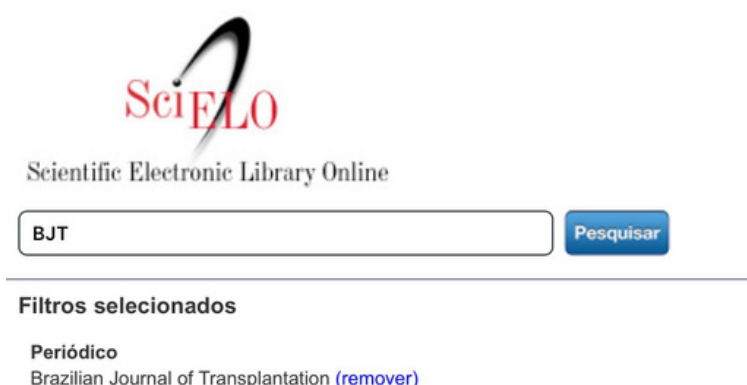 SciELO
Scientific Electronic Library Online
BJT
Pesquisar
Filtros selecionados
Periódico
Brazilian Journal of Transplantation (remover)